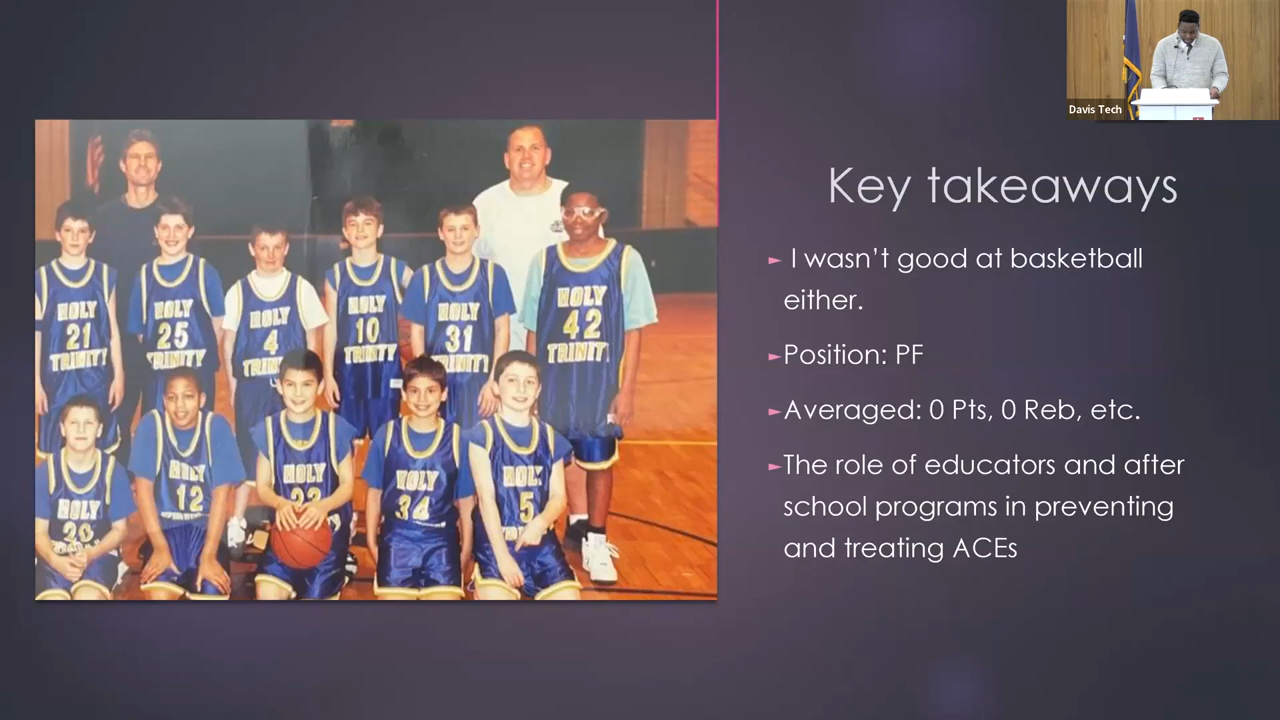 Davis Tech
Key takeaways
I wasn't good at basketball
either.
Position: PF
Averaged: 0 Pts, 0 Reb, etc.
The role of educators and after
school programs in preventing
and treating ACEs
HOLY
21
TRINITY
HOLY
25
TRINITY
HOLY
4
TRINITY
HOLY
10
TRINITY
HOLY
31
TRINITY
HOLY
42
TRINIT
HOLY
HOLY
12
HOLY
HOLY
34
HOLY
5